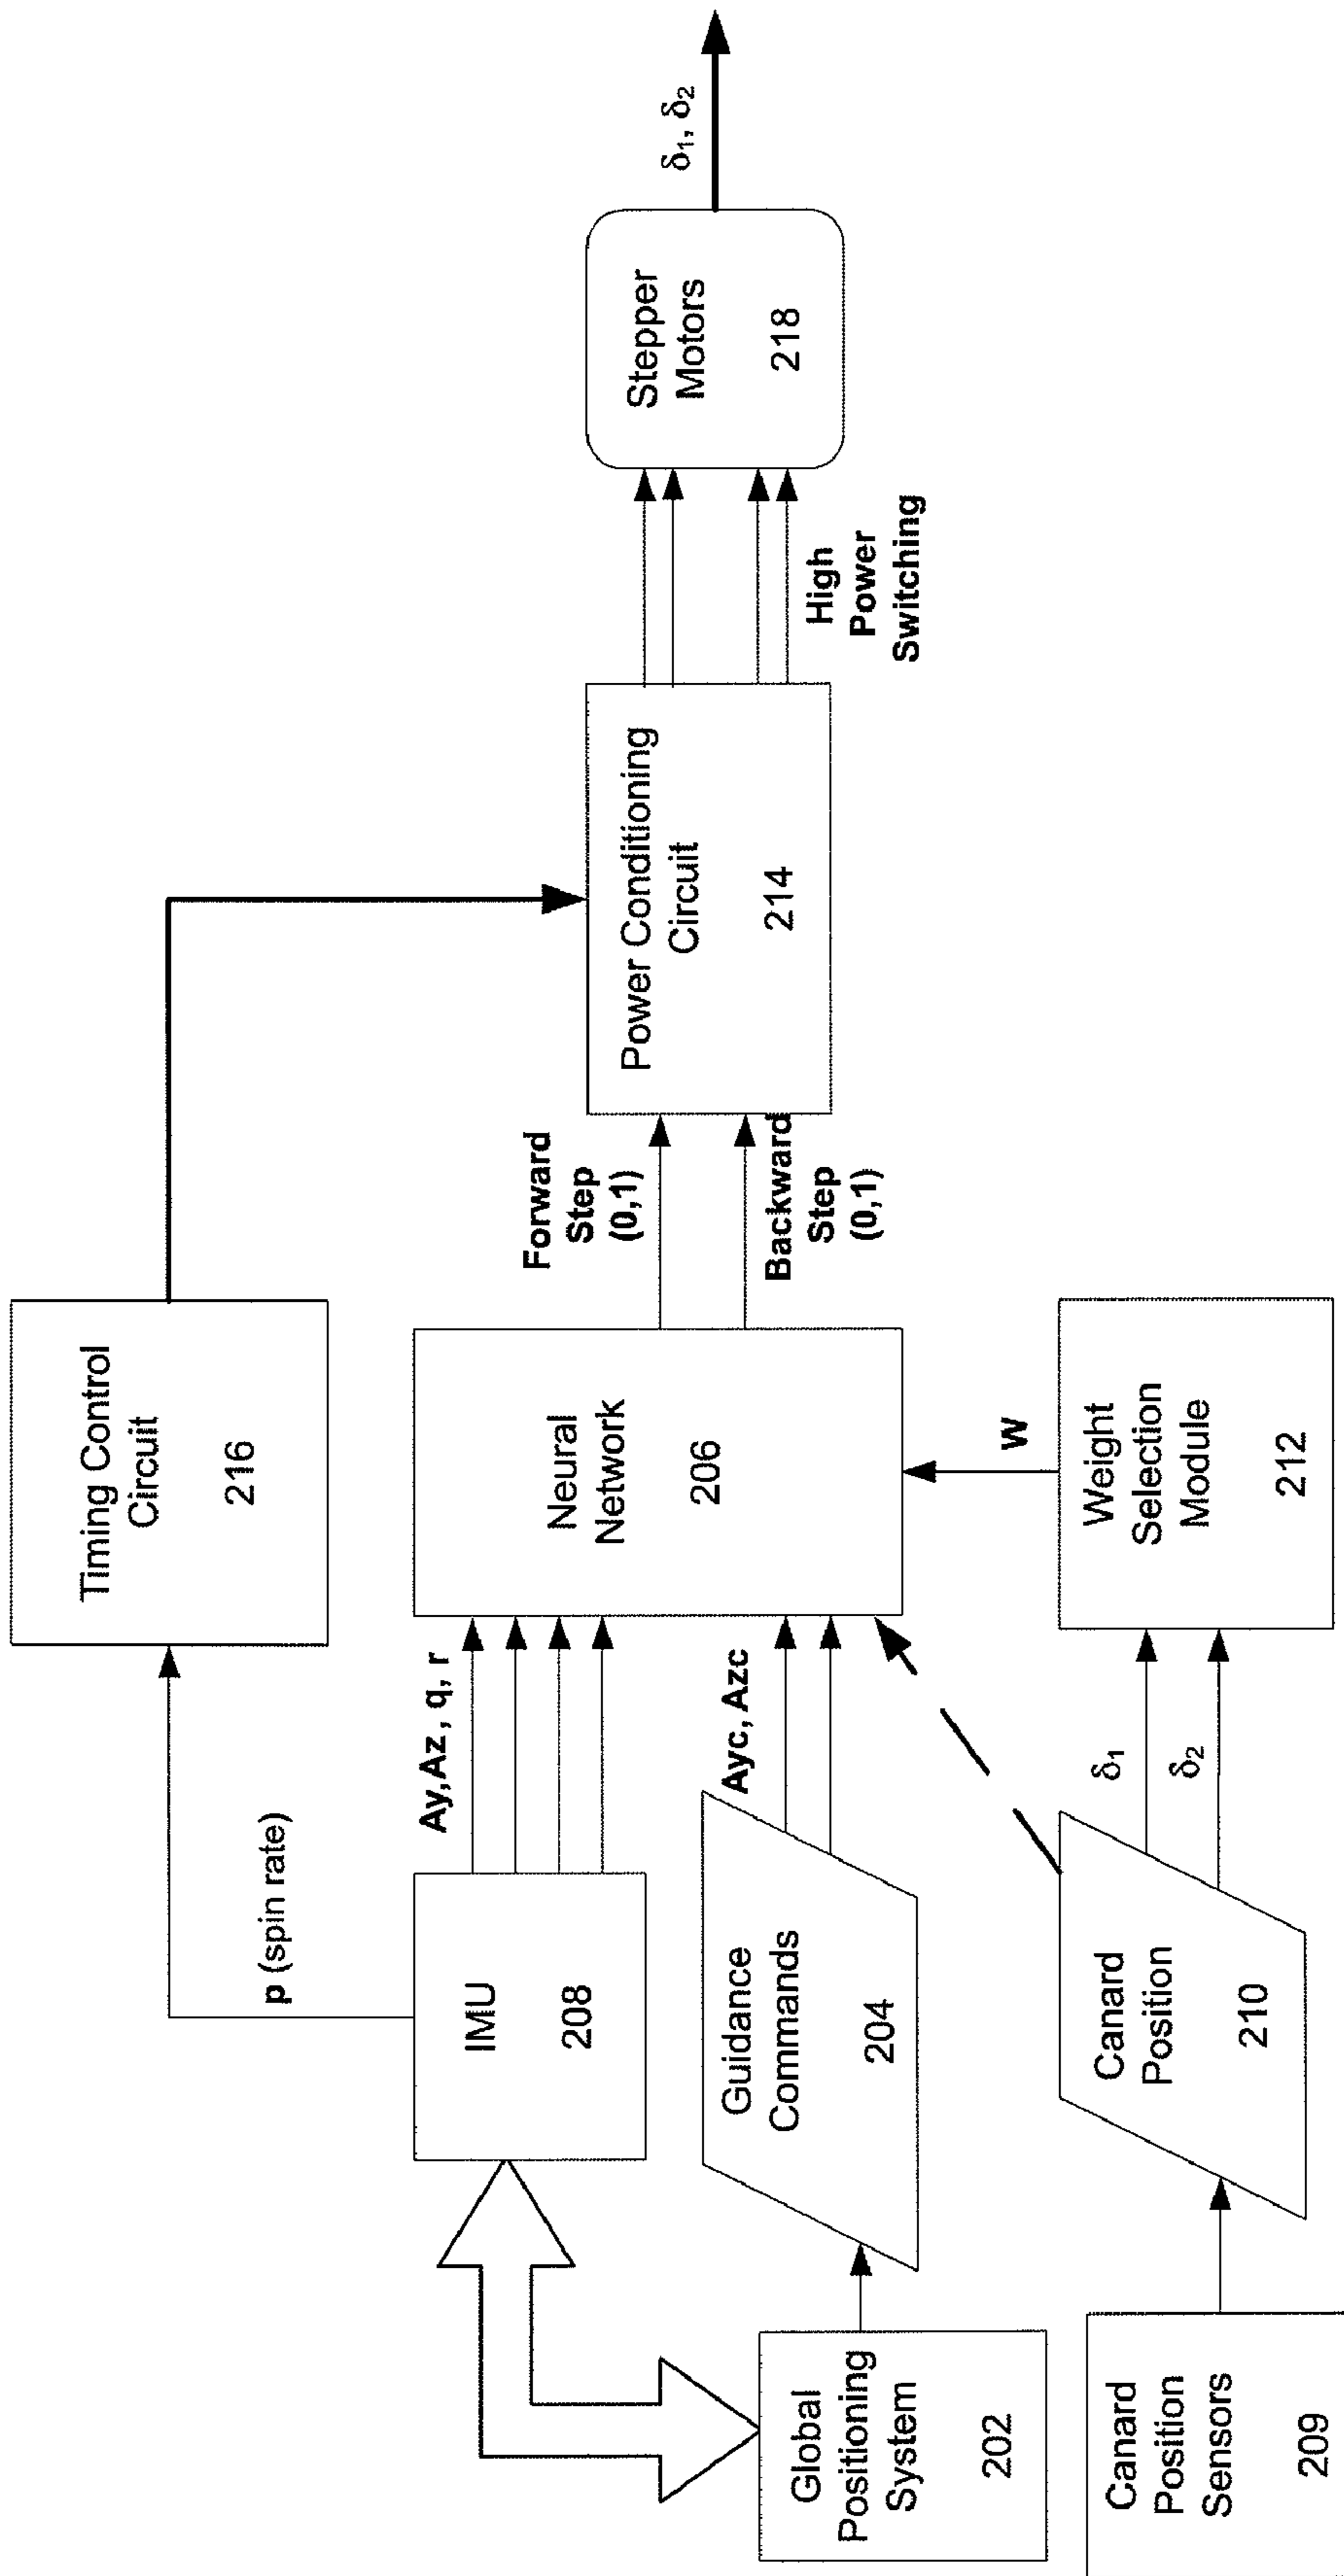 Timing Control
Circuit
216
p (spin rate)
IMU
208
Ay,Az, q, r
Neural
Network
206
Forward
Step
(0,1)
Backward
Step
(0,1)
Power Conditioning
Circuit
214
High
Power
Switching
Stepper
Motors
218
δ1, δ2
Global
Positioning
System
202
Guidance
Commands
204
Ayc, Azc
Canard
Position
Sensors
209
Canard
Position
210
δ1
δ2
Weight
Selection
Module
212
W